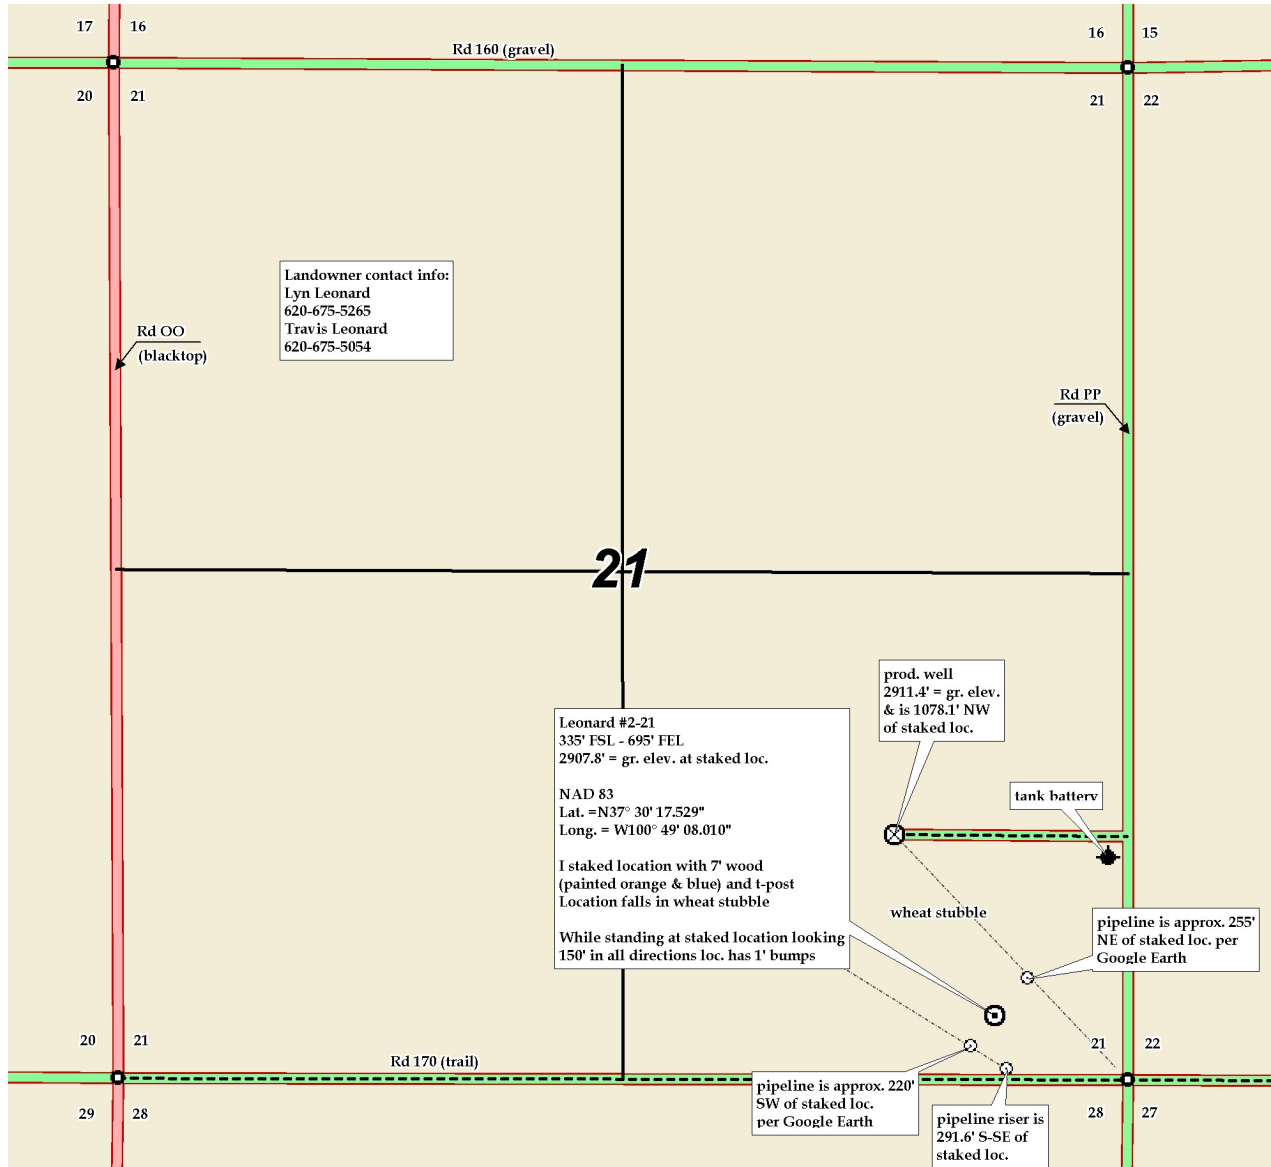 17 16
16 15
Rd 160 (gravel)
20 21
21 22
Landowner contact info:
Lyn Leonard
620-675-5265
Travis Leonard
620-675-5054
Rd OO
(blacktop)
Rd PP
(gravel)
21
prod. well
2911.4' = gr. elev.
& is 1078.1' NW
of staked loc.
Leonard #2-21
335' FSL - 695' FEL
2907.8' = gr. elev. at staked loc.
NAD 83
Lat. =N37° 30' 17.529"
Long. = W100° 49' 08.010"
I staked location with 7' wood
(painted orange & blue) and t-post
Location falls in wheat stubble
While standing at staked location looking
150' in all directions loc. has 1' bumps
tank battery
wheat stubble
pipeline is approx. 255'
NE of staked loc. per
Google Earth
20 21
21 22
Rd 170 (trail)
pipeline is approx. 220'
SW of staked loc.
per Google Earth
29 28
28 27
pipeline riser is
291.6' S-SE of
staked loc.